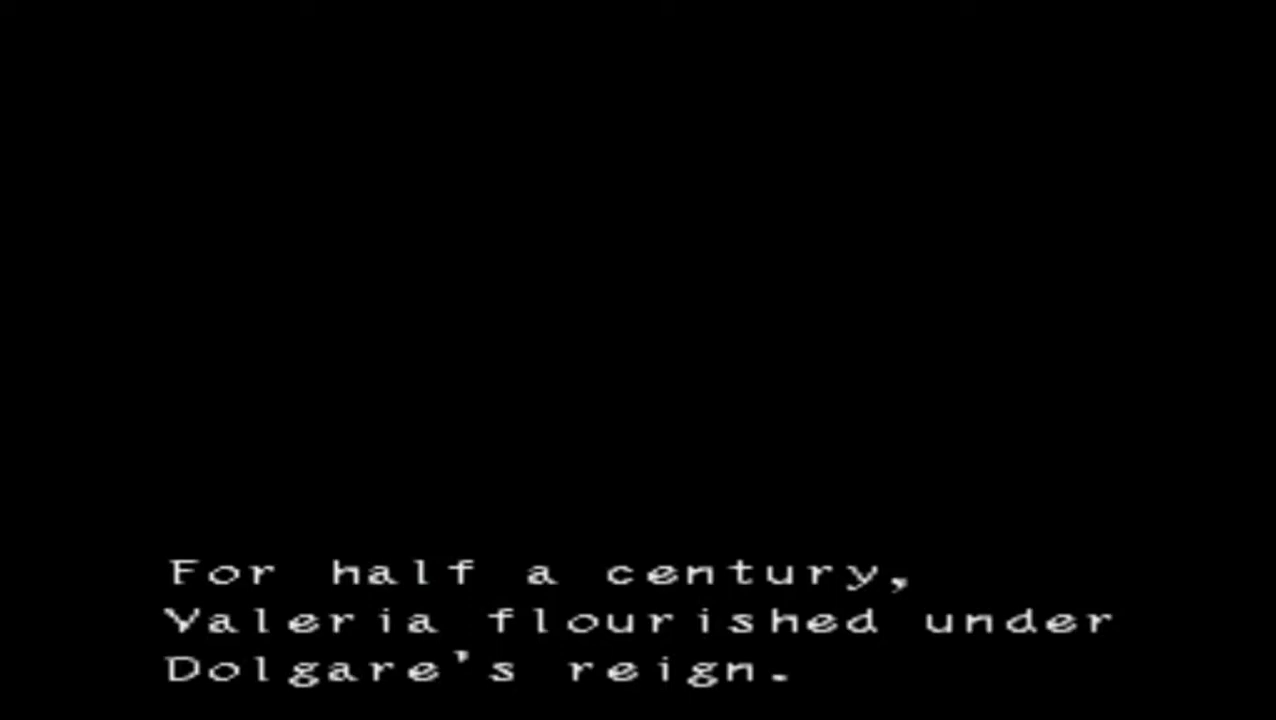 For half a century,
Valeria flourished under
Dolgare's reign.